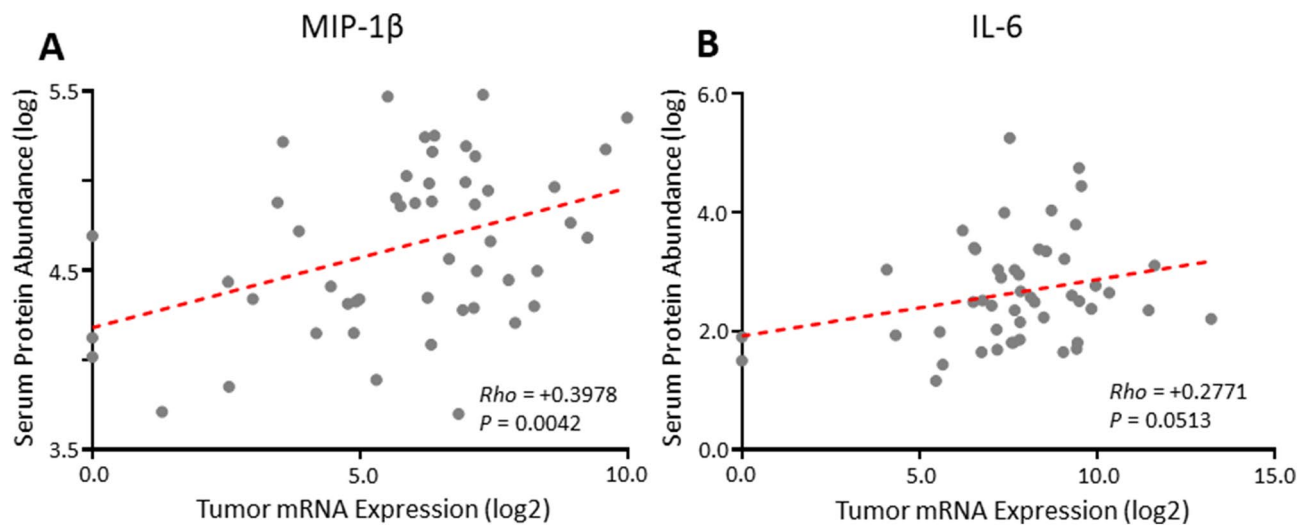 A
MIP-1β
Serum Protein Abundance (log)
5.5
4.5
3.5
0.0
5.0
10.0
Rho = +0.3978
P = 0.0042
Tumor mRNA Expression (log2)
B
IL-6
Serum Protein Abundance (log)
6.0
4.0
2.0
0.0
0.0
5.0
10.0
15.0
Rho = +0.2771
P = 0.0513
Tumor mRNA Expression (log2)